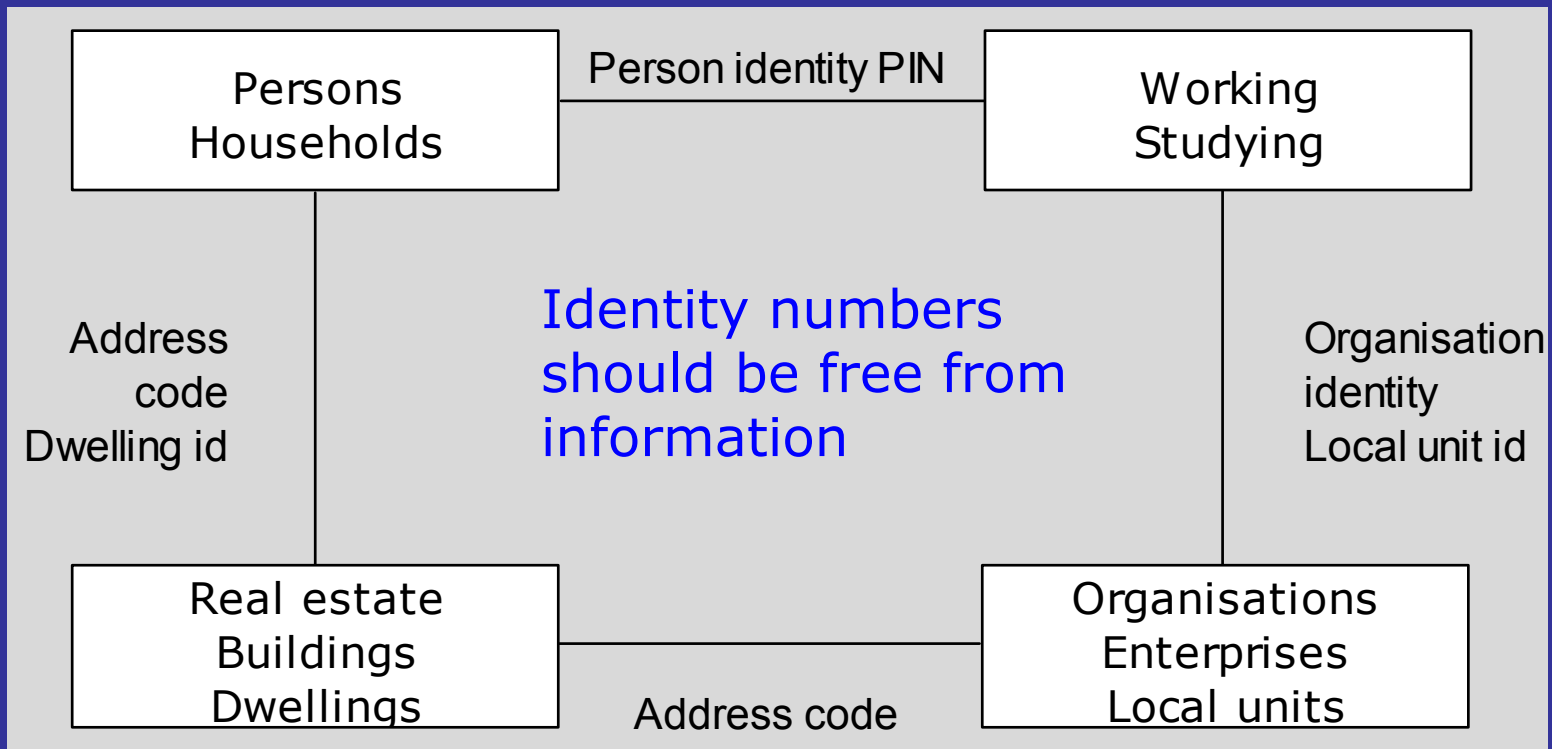 Persons
Households
Person identity PIN
Working
Studying
Address
code
Dwelling id
Identity numbers
should be free from
information
Organisation
identity
Local unit id
Real estate
Buildings
Dwellings
Address code
Organisations
Enterprises
Local units